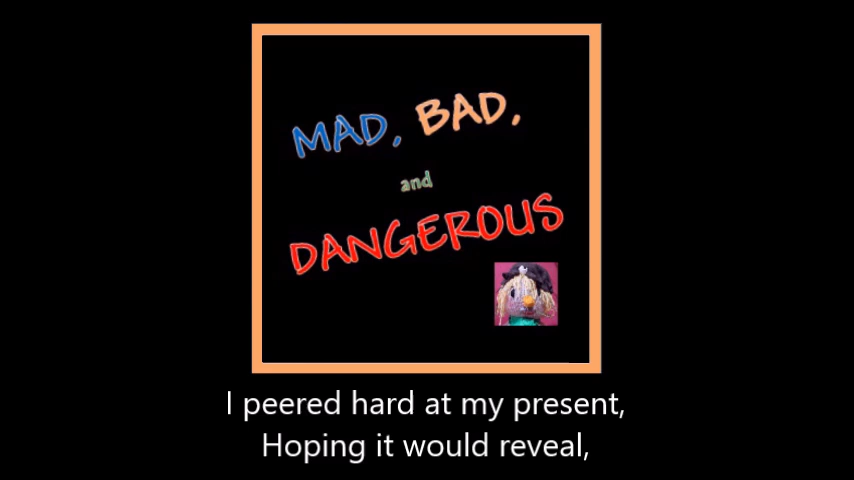 MAD, BAD,
and
DANGEROUS
I peered hard at my present,
Hoping it would reveal,